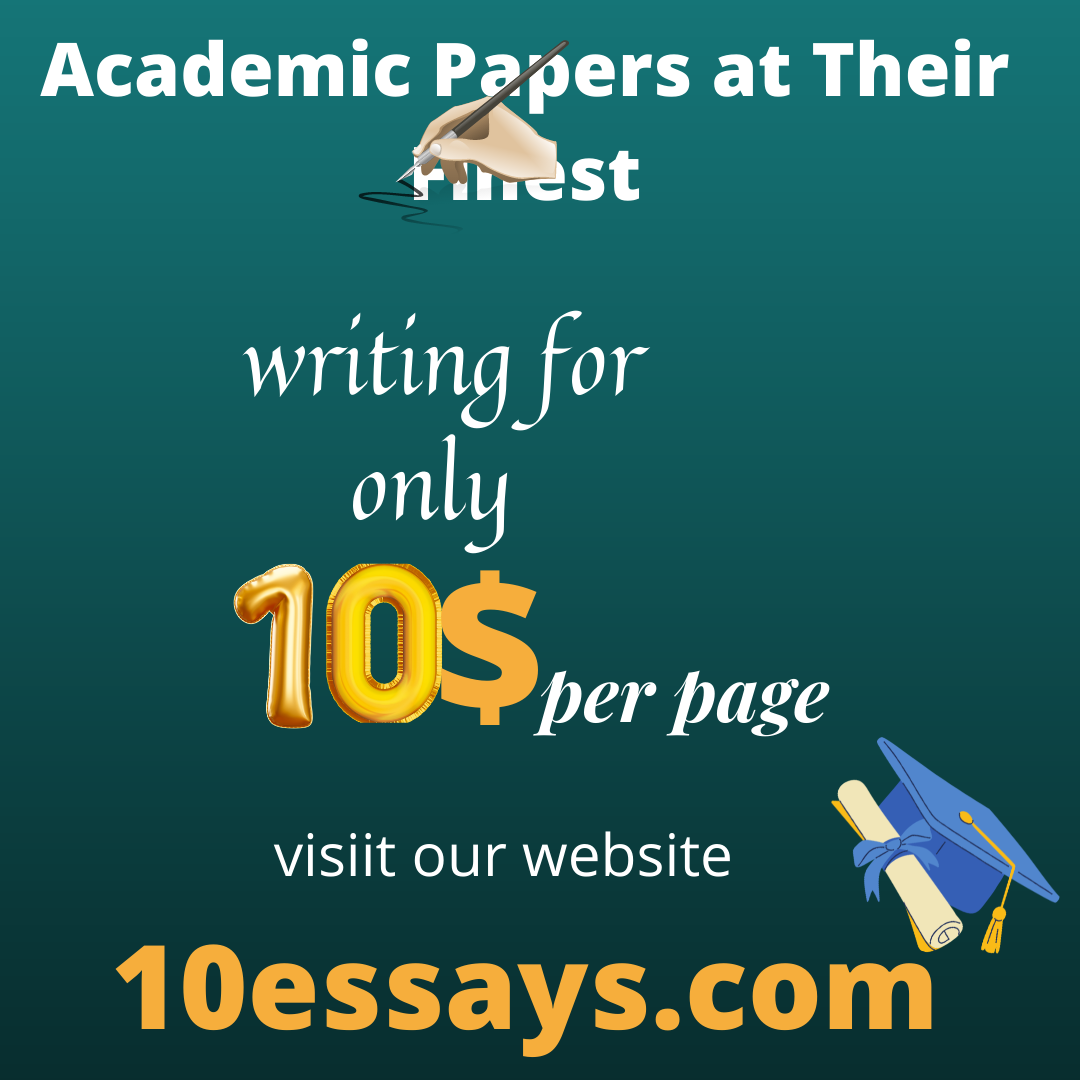 Academic Papers at Their
Finest
writing for
only
10$ per page
visiit our website
10essays.com